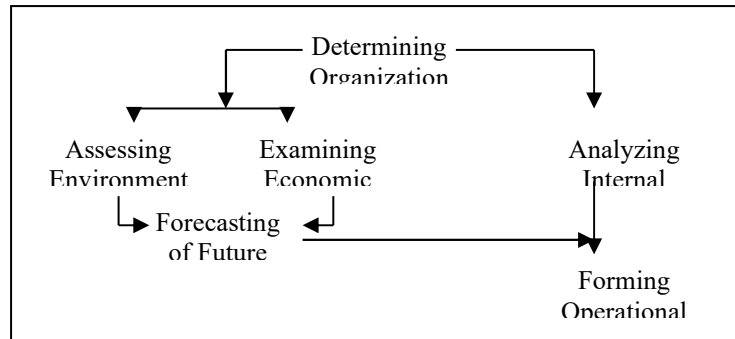 Determining
Organization
Assessing
Environment
Examining
Economic
Analyzing
Internal
Forecasting
of Future
Forming
Operational